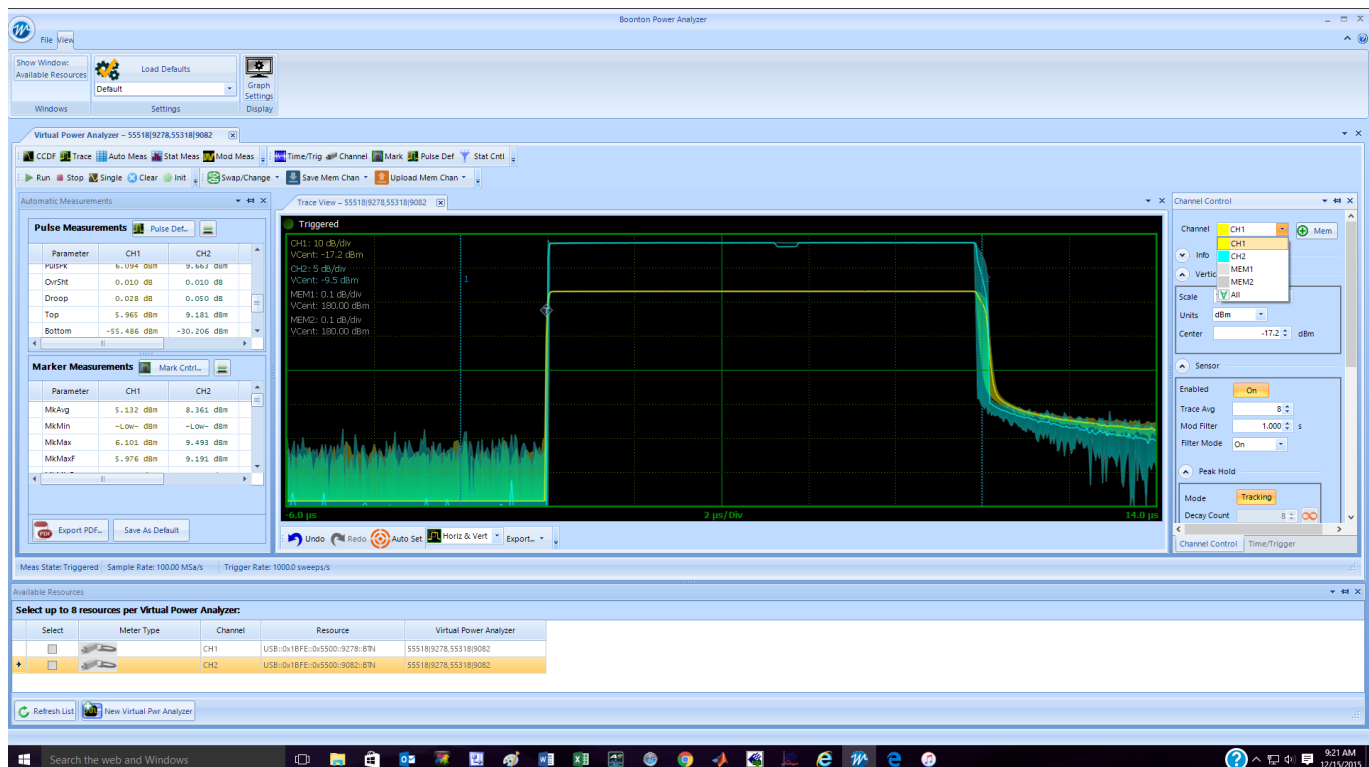 Boonton Power Analyzer
File View
Show Window:
Available Resources
Windows
Load Defaults
Default
Settings
Graph
Settings
Display
Virtual Power Analyzer – 55518|9278,55318|9082
CCDF Trace Auto Meas Stat Meas Mod Meas Time/Trig Channel Mark Pulse Def Stat Cntl
Run Stop Single Clear Init Swap/Change Save Mem Chan Upload Mem Chan
Automatic Measurements
Pulse Measurements Pulse Def...
Parameter CH1 CH2
PulsPk 6.094 dBm 9.663 dBm
OvrSht 0.010 dB 0.010 dB
Droop 0.028 dB 0.050 dB
Top 5.965 dBm 9.181 dBm
Bottom -55.486 dBm -30.206 dBm
Marker Measurements Mark Cntrl...
Parameter CH1 CH2
MkAvg 5.132 dBm 8.361 dBm
MkMin -Low- dBm -Low- dBm
MkMax 6.101 dBm 9.493 dBm
MkMaxF 5.976 dBm 9.191 dBm
PDF
Export PDF... Save As Default
Trace View – 55518|9278,55318|9082
Triggered
CH1: 10 dB/div
VCent: -17.2 dBm
CH2: 5 dB/div
VCent: -9.5 dBm
MEM1: 0.1 dB/div
VCent: 180.00 dBm
MEM2: 0.1 dB/div
VCent: 180.00 dBm
1
-6.0 µs 2 µs/Div 14.0 µs
Undo Redo Auto Set Horiz & Vert Export...
Channel Control
Channel CH1 Mem
CH1
CH2
MEM1
MEM2
All
Info
Scale
Units dBm
Center -17.2 dBm
Sensor
Enabled On
Trace Avg 8
Mod Filter 1.000 s
Filter Mode On
Peak Hold
Mode Tracking
Decay Count 8
Channel Control Time/Trigger
Meas State: Triggered Sample Rate: 100.00 MSa/s Trigger Rate: 1000.0 sweeps/s
Available Resources
Select up to 8 resources per Virtual Power Analyzer:
Select Meter Type Channel Resource Virtual Power Analyzer
CH1 USB::0x1BFE::0x5500::9278::BTN 55518|9278,55318|9082
CH2 USB::0x1BFE::0x5500::9082::BTN 55518|9278,55318|9082
Refresh List New Virtual Pwr Analyzer
Search the web and Windows
9:21 AM
12/15/2015